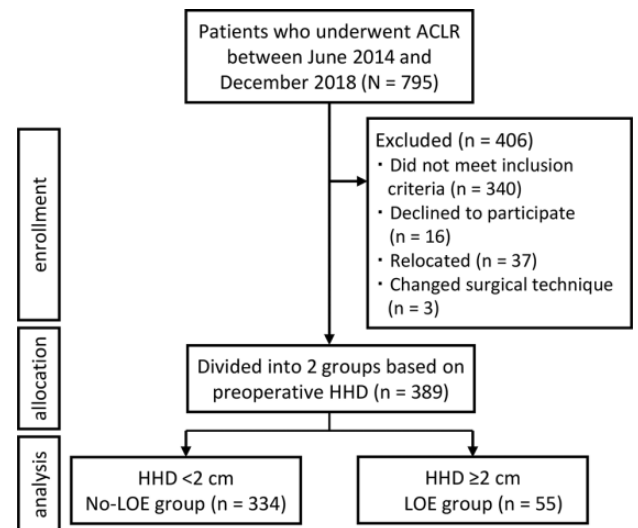 Patients who underwent ACLR
between June 2014 and
December 2018 (N = 795)
enrollment
Excluded (n = 406)
・Did not meet inclusion
criteria (n = 340)
・Declined to participate
(n = 16)
・Relocated (n = 37)
・Changed surgical technique
(n = 3)
allocation
Divided into 2 groups based on
preoperative HHD (n = 389)
analysis
HHD <2 cm
No-LOE group (n = 334)
HHD ≥2 cm
LOE group (n = 55)